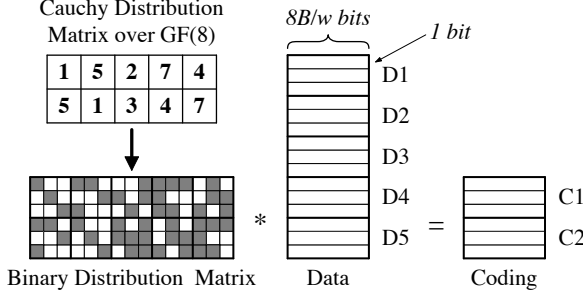 Cauchy Distribution
Matrix over GF(8)
1 5 2 7 4
5 1 3 4 7
8B/w bits
1 bit
D1
D2
D3
D4
D5
*
=
C1
C2
Binary Distribution Matrix
Data
Coding